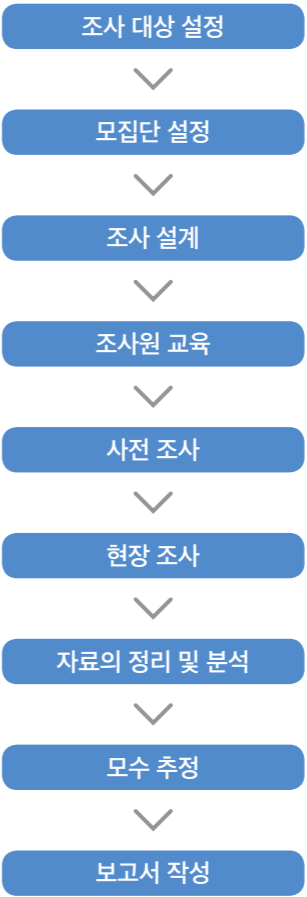 조사 대상 설정
모집단 설정
조사 설계
조사원 교육
사전 조사
현장 조사
자료의 정리 및 분석
모수 추정
보고서 작성